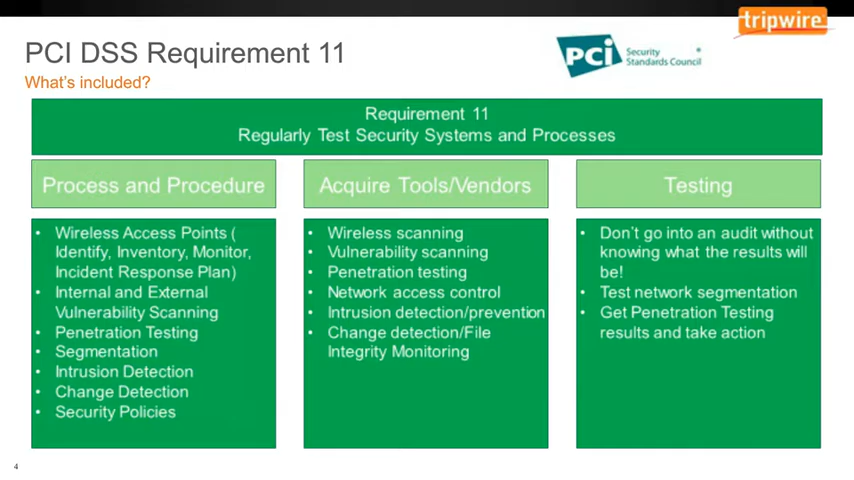 tripwire
PCI DSS Requirement 11
What's included?
PCI Security
Standards Council
Requirement 11
Regularly Test Security Systems and Processes
Process and Procedure
• Wireless Access Points (
Identify, Inventory, Monitor,
Incident Response Plan)
• Internal and External
Vulnerability Scanning
• Penetration Testing
• Segmentation
• Intrusion Detection
• Change Detection
• Security Policies
Acquire Tools/Vendors
• Wireless scanning
• Vulnerability scanning
• Penetration testing
• Network access control
• Intrusion detection/prevention
• Change detection/File
Integrity Monitoring
Testing
• Don't go into an audit without
knowing what the results will
be!
• Test network segmentation
• Get Penetration Testing
results and take action
4